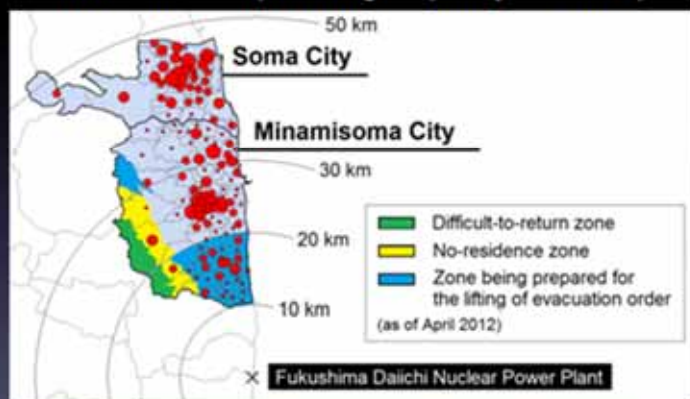 50 km
Soma City
Minamisoma City
30 km
Difficult-to-return zone
No-residence zone
20 km
Zone being prepared for
the lifting of evacuation order
(as of April 2012)
10 km
Fukushima Daiichi Nuclear Power Plant